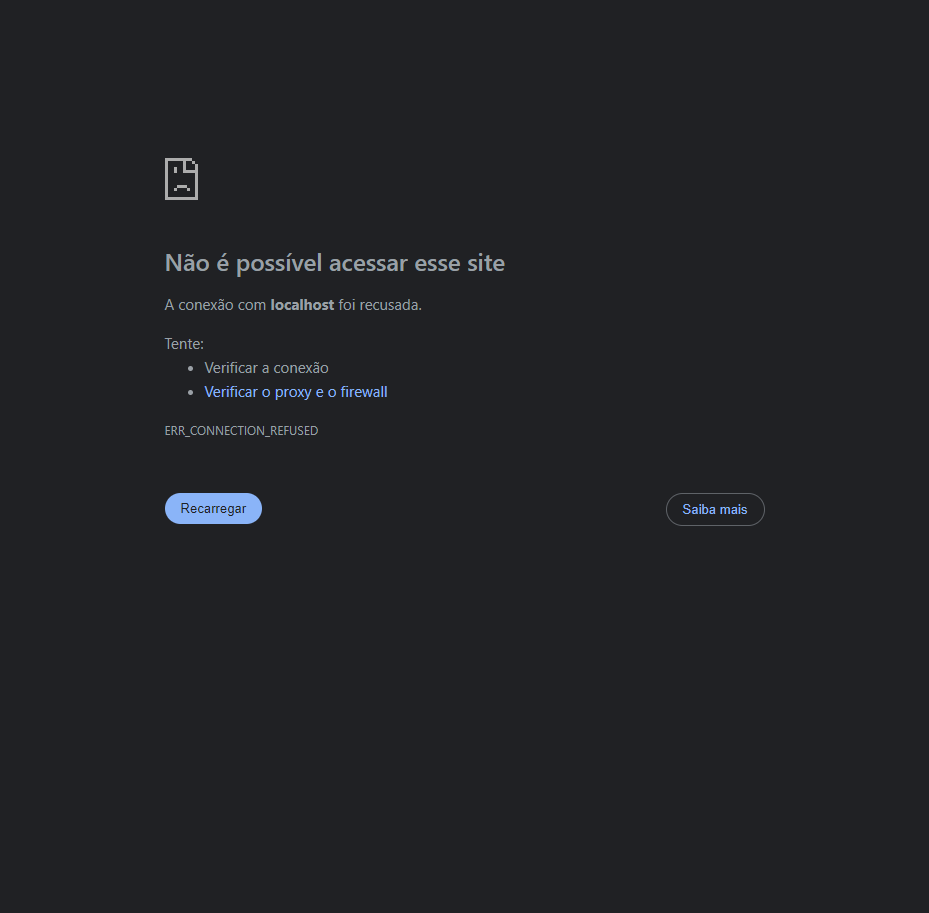 Não é possível acessar esse site
A conexão com localhost foi recusada.
Tente:
Verificar a conexão
Verificar o proxy e o firewall
ERR_CONNECTION_REFUSED
Recarregar
Saiba mais